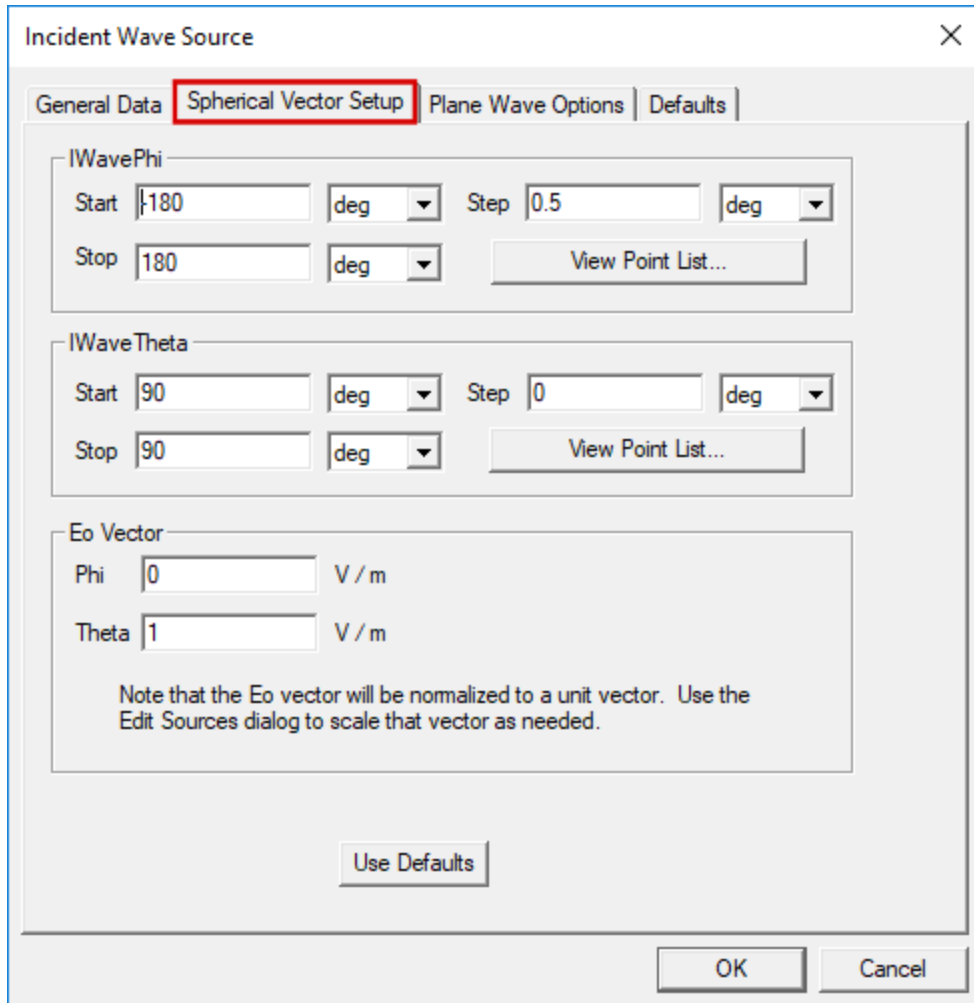 Incident Wave Source
General Data Spherical Vector Setup Plane Wave Options Defaults
IWavePhi
Start -180 deg Step 0.5 deg
Stop 180 deg View Point List...
IWaveTheta
Start 90 deg Step 0 deg
Stop 90 deg View Point List...
Eo Vector
Phi 0 V / m
Theta 1 V / m
Note that the Eo vector will be normalized to a unit vector. Use the
Edit Sources dialog to scale that vector as needed.
Use Defaults
OK Cancel